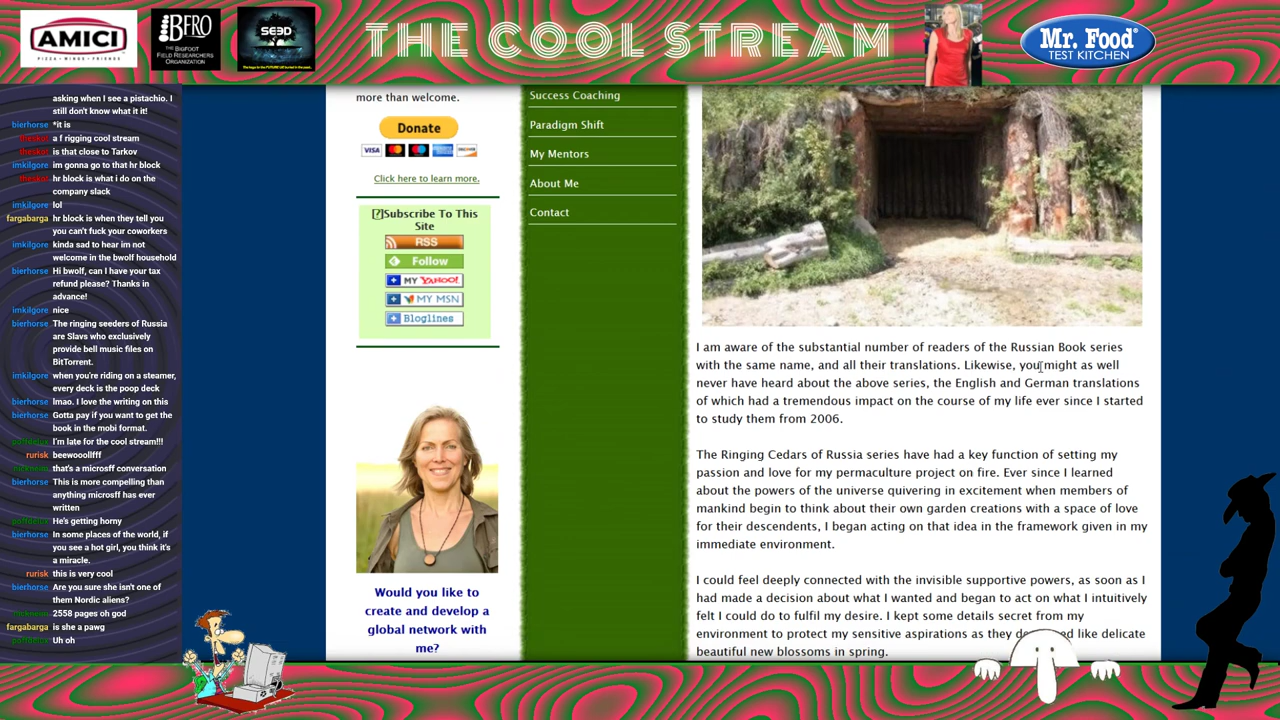 AMICI
PIZZA • WINGS • FRIENDS
BFRO
THE BIGFOOT
FIELD RESEARCHERS
ORGANIZATION
SEED
THE COOL STREAM
Mr. Food®
TEST KITCHEN
asking when I see a pistachio. I
still don't know what it it!
bierhorse *it is
theskot a f rigging cool stream
theskot is that close to Tarkov
imkilgore im gonna go to that hr block
theskot hr block is what i do on the
company slack
imkilgore lol
fargabarga hr block is when they tell you
you can't fuck your coworkers
imkilgore kinda sad to hear im not
welcome in the bwolf household
bierhorse Hi bwolf, can I have your tax
refund please? Thanks in
advance!
imkilgore nice
bierhorse The ringing seeders of Russia
are Slavs who exclusively
provide bell music files on
BitTorrent.
imkilgore when you're riding on a steamer,
every deck is the poop deck
bierhorse lmao. I love the writing on this
bierhorse Gotta pay if you want to get the
book in the mobi format.
I'm late for the cool stream!!!
rurisk beewooollfff
that's a microsff conversation
bierhorse This is more compelling than
anything microsff has ever
written
He's getting horny
bierhorse In some places of the world, if
you see a hot girl, you think it's
a miracle.
rurisk this is very cool
bierhorse Are you sure she isn't one of
them Nordic aliens?
2558 pages oh god
fargabarga is she a pawg
Uh oh
more than welcome.
Donate
VISA
Click here to learn more.
[?]Subscribe To This
Site
RSS
Follow
MY YAHOO!
MY MSN
Bloglines
Would you like to
create and develop a
global network with
me?
Success Coaching
Paradigm Shift
My Mentors
About Me
Contact
I am aware of the substantial number of readers of the Russian Book series
with the same name, and all their translations. Likewise, you might as well
never have heard about the above series, the English and German translations
of which had a tremendous impact on the course of my life ever since I started
to study them from 2006.
The Ringing Cedars of Russia series have had a key function of setting my
passion and love for my permaculture project on fire. Ever since I learned
about the powers of the universe quivering in excitement when members of
mankind begin to think about their own garden creations with a space of love
for their descendents, I began acting on that idea in the framework given in my
immediate environment.
I could feel deeply connected with the invisible supportive powers, as soon as I
had made a decision about what I wanted and began to act on what I intuitively
felt I could do to fulfil my desire. I kept some details secret from my
environment to protect my sensitive aspirations as they like delicate
beautiful new blossoms in spring.